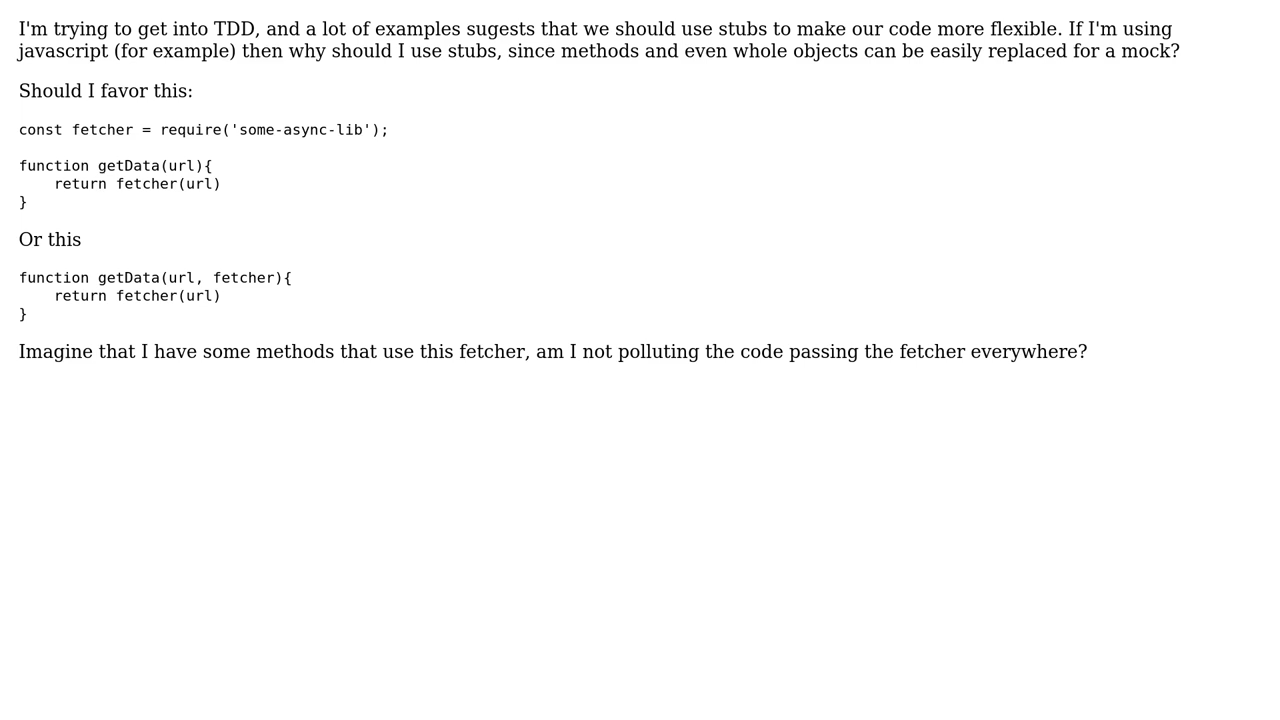 I'm trying to get into TDD, and a lot of examples sugests that we should use stubs to make our code more flexible. If I'm using
javascript (for example) then why should I use stubs, since methods and even whole objects can be easily replaced for a mock?
Should I favor this:
const fetcher = require('some-async-lib');
function getData(url){
    return fetcher(url)
}
Or this
function getData(url, fetcher){
    return fetcher(url)
}
Imagine that I have some methods that use this fetcher, am I not polluting the code passing the fetcher everywhere?